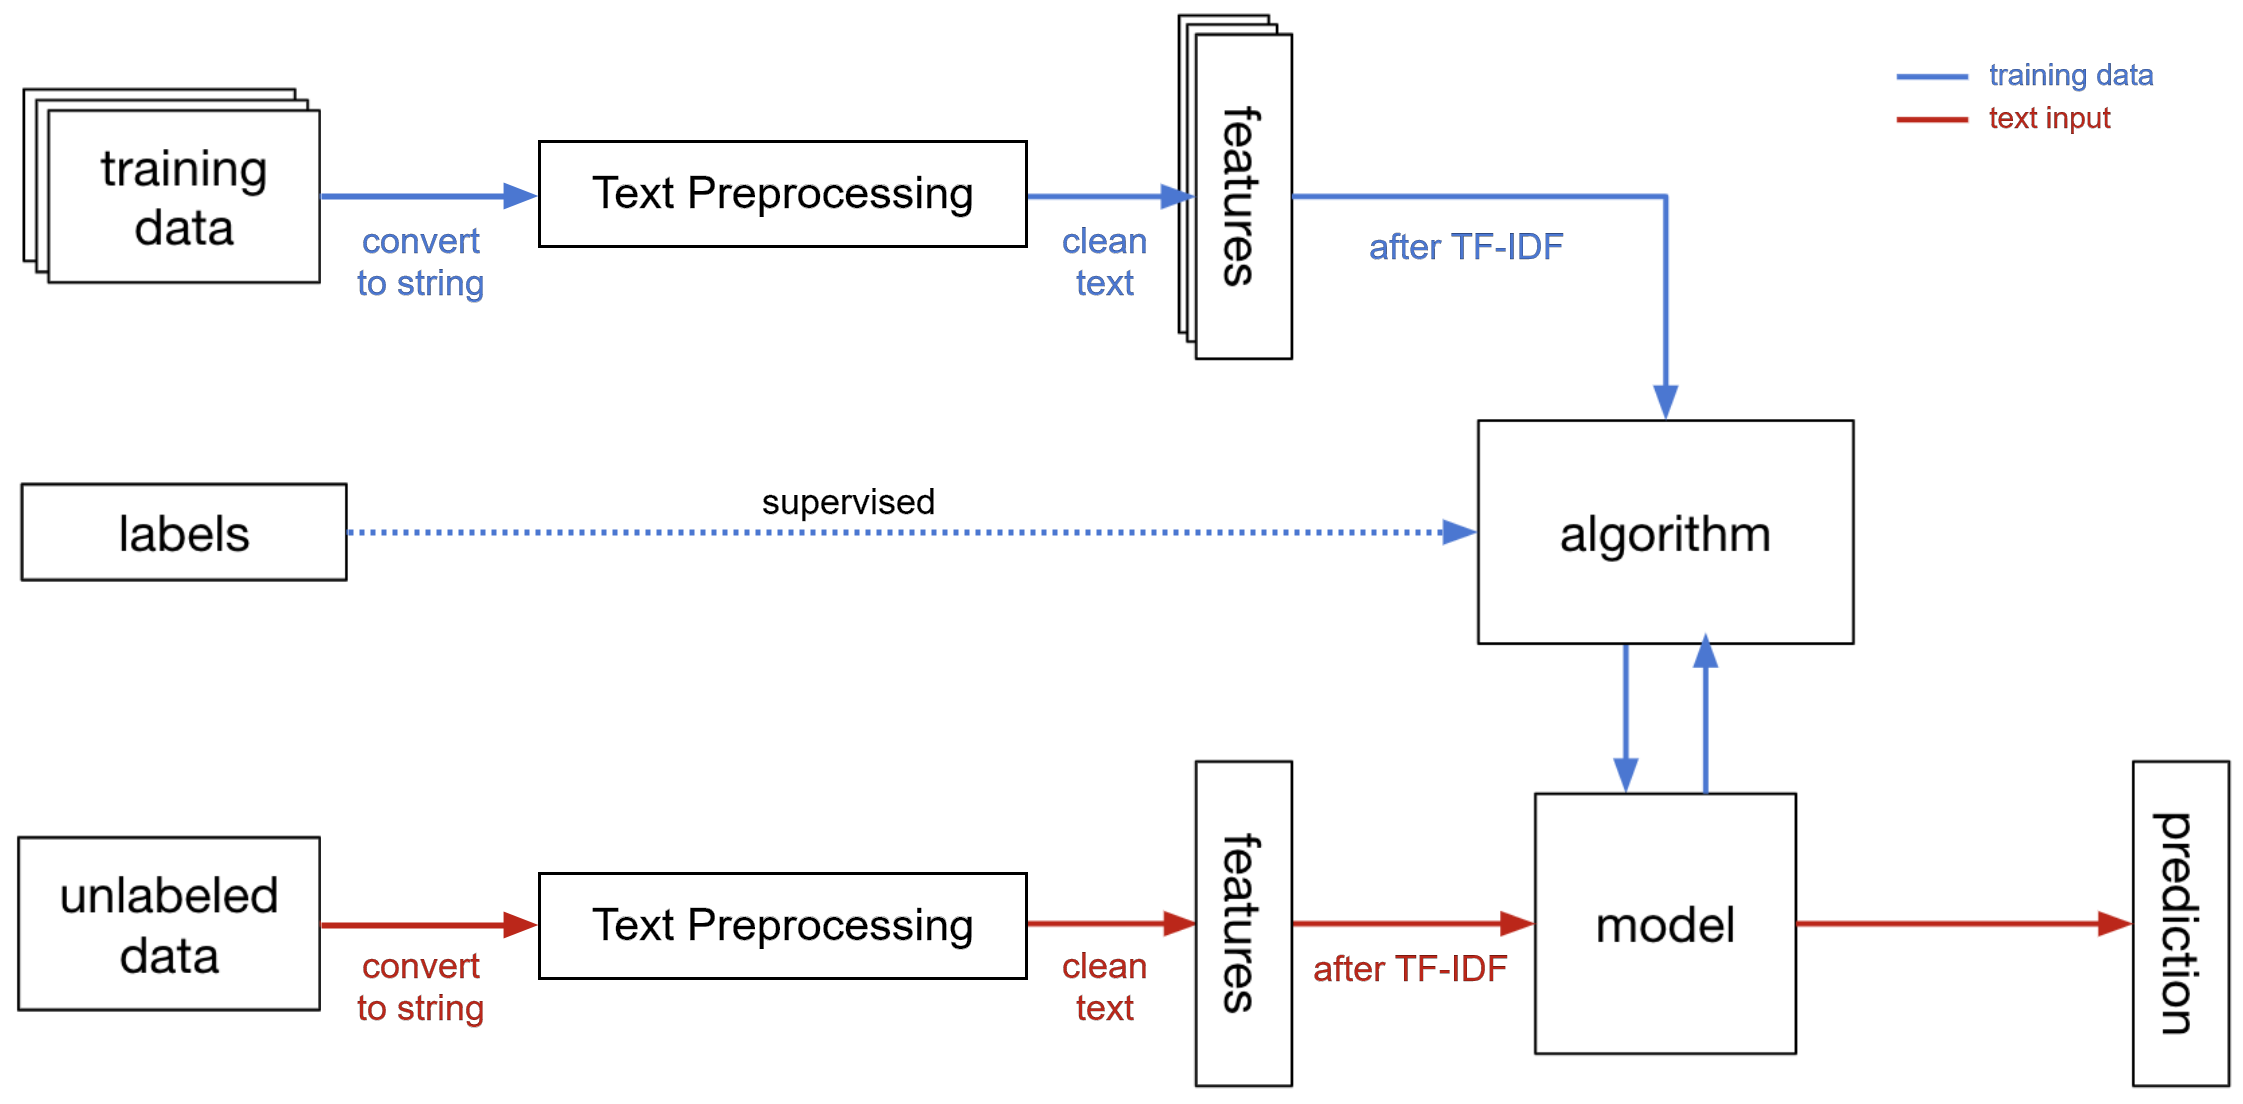 training data
text input
training
data
convert
to string
Text Preprocessing
clean
text
features
after TF-IDF
labels
supervised
algorithm
unlabeled
data
convert
to string
Text Preprocessing
clean
text
features
after TF-IDF
model
prediction